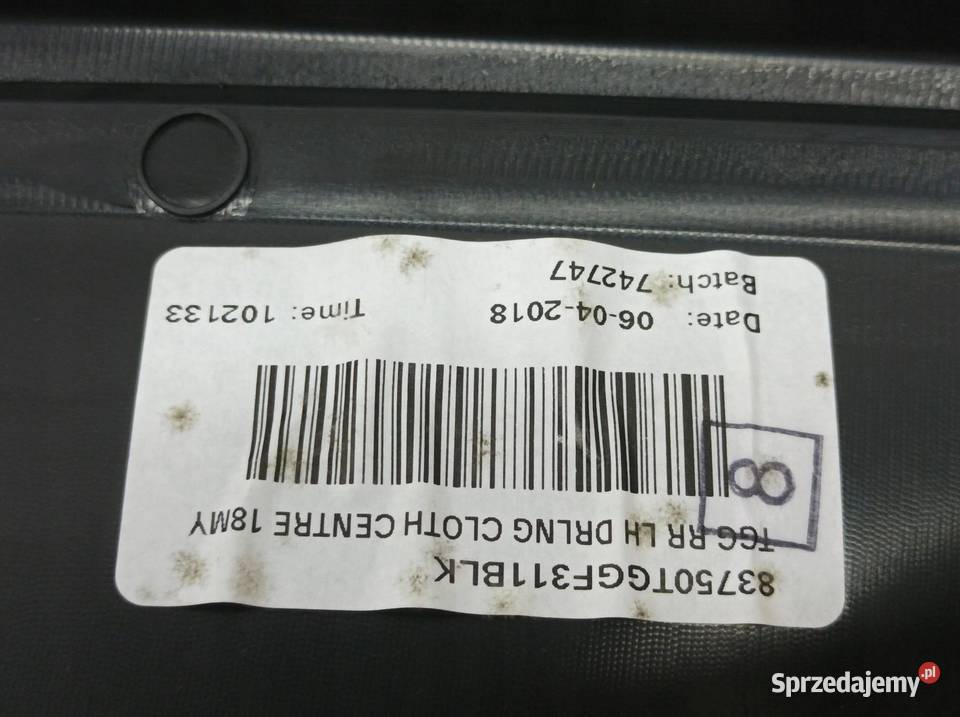 83750TGGF311BLK
TGG RR LH DRLNG CLOTH CENTRE 18MY
8
Date: 06-04-2018 Time: 102133
Batch: 742747
Sprzedajemy.pl